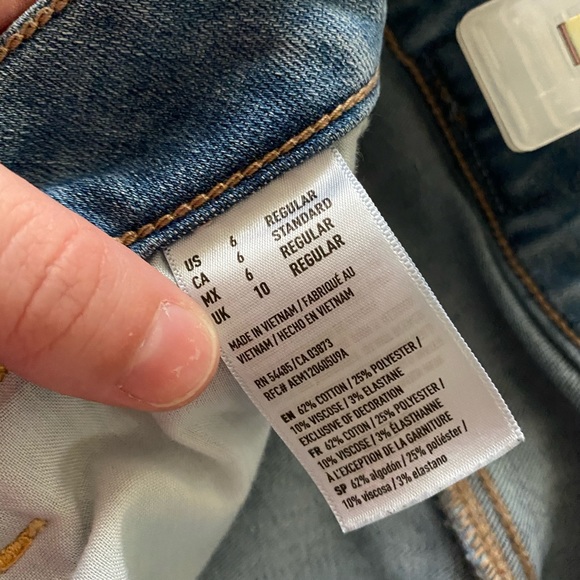 US 6 REGULAR
CA 6 STANDARD
MX 6 REGULAR
UK 10 REGULAR
MADE IN VIETNAM / FABRIQUÉ AU
VIETNAM / HECHO EN VIETNAM
RN 54485 / CA 03873
RFC# AEM120605U9A
EN 62% COTTON / 25% POLYESTER /
10% VISCOSE / 3% ELASTANE
EXCLUSIVE OF DECORATION
FR 62% COTON / 25% POLYESTER /
10% VISCOSE / 3% ÉLASTHANNE
À L'EXCEPTION DE LA GARNITURE
SP 62% algodón / 25% poliéster /
10% viscosa / 3% elastano